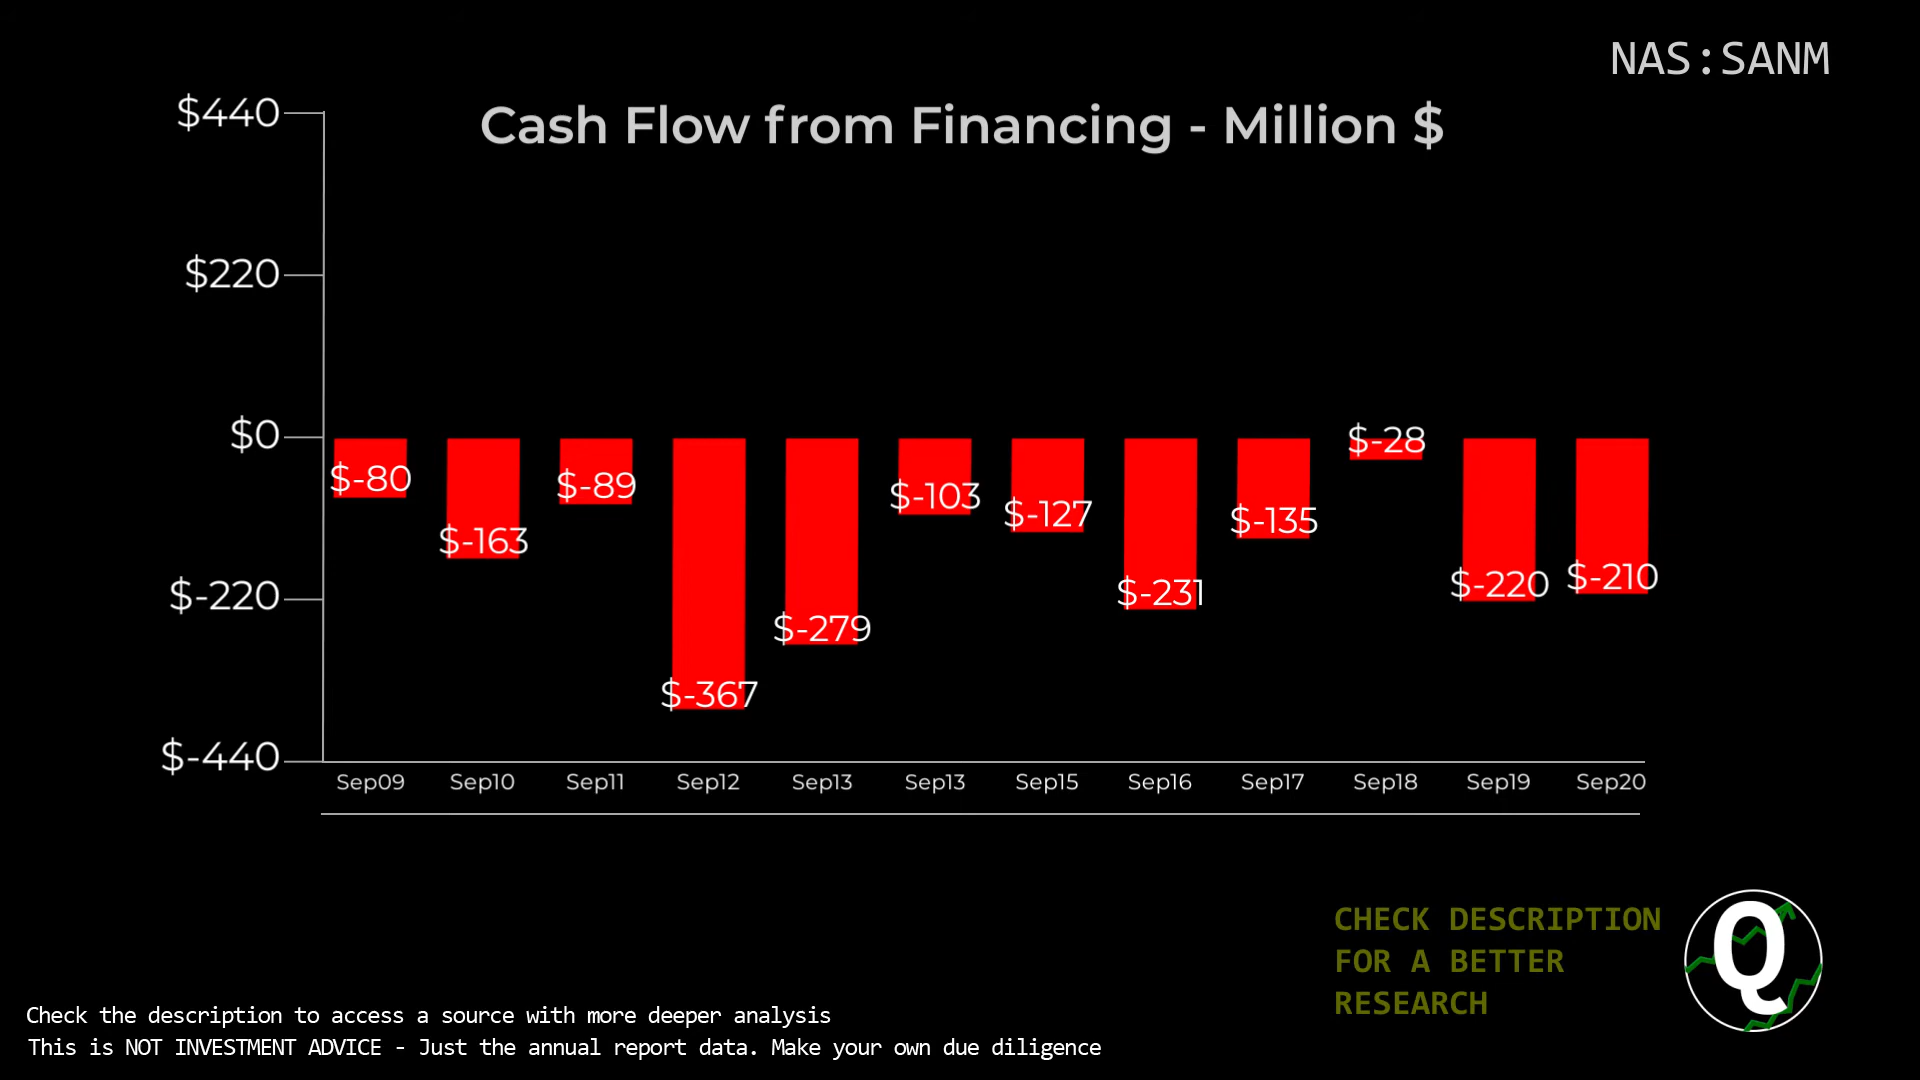 NAS:SANM
Cash Flow from Financing - Million $
$440
$220
$0
$-220
$-440
$-80
$-163
$-89
$-367
$-279
$-103
$-127
$-231
$-135
$-28
$-220
$-210
Sep09 Sep10 Sep11 Sep12 Sep13 Sep13 Sep15 Sep16 Sep17 Sep18 Sep19 Sep20
CHECK DESCRIPTION
FOR A BETTER
RESEARCH
Q
Check the description to access a source with more deeper analysis
This is NOT INVESTMENT ADVICE - Just the annual report data. Make your own due diligence